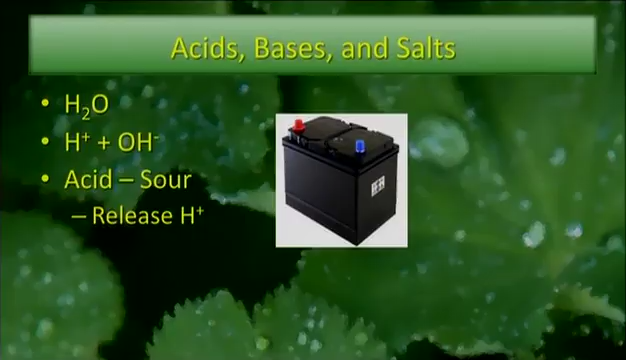 Acids, Bases, and Salts
• H₂O
• H⁺ + OH⁻
• Acid – Sour
– Release H⁺